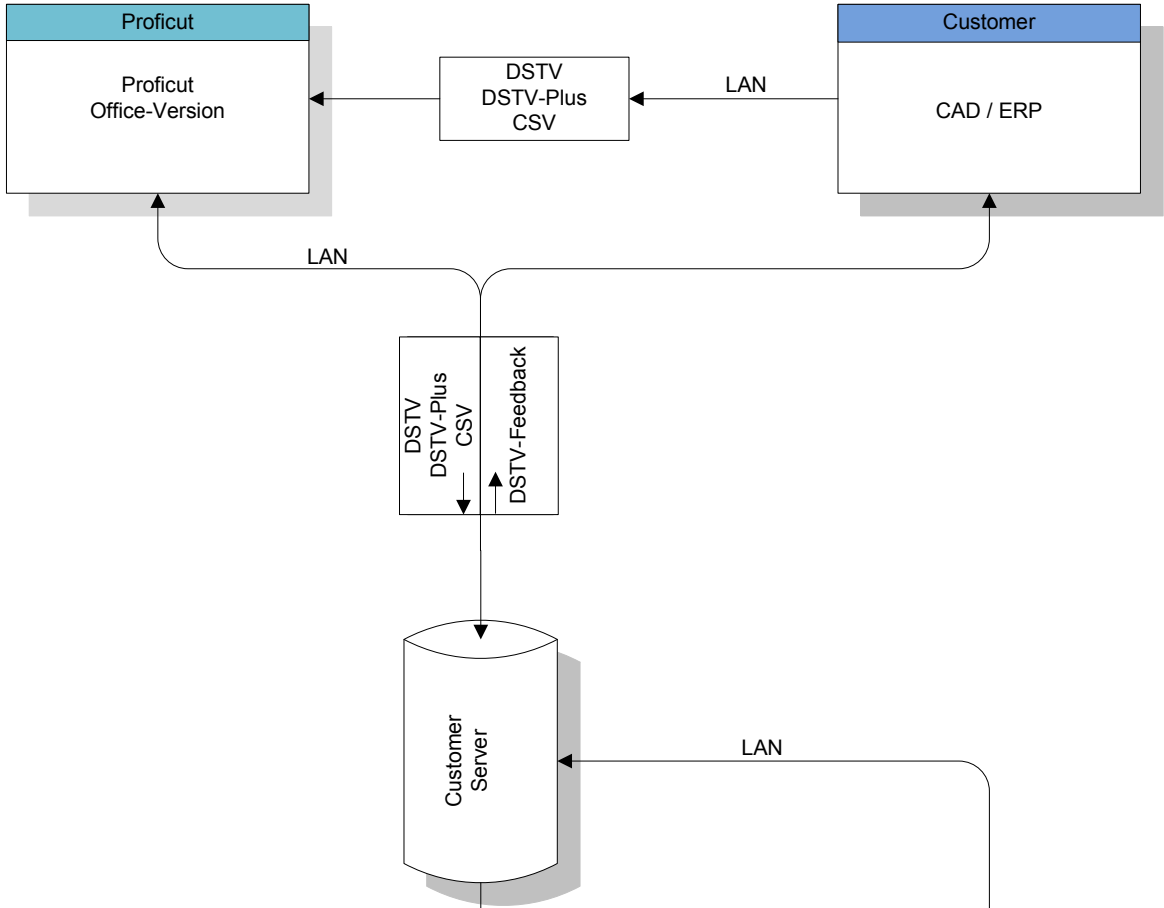 Proficut
Customer
Proficut
Office-Version
DSTV
DSTV-Plus
CSV
LAN
CAD / ERP
LAN
DSTV
DSTV-Plus
CSV
DSTV-Feedback
Customer
Server
LAN